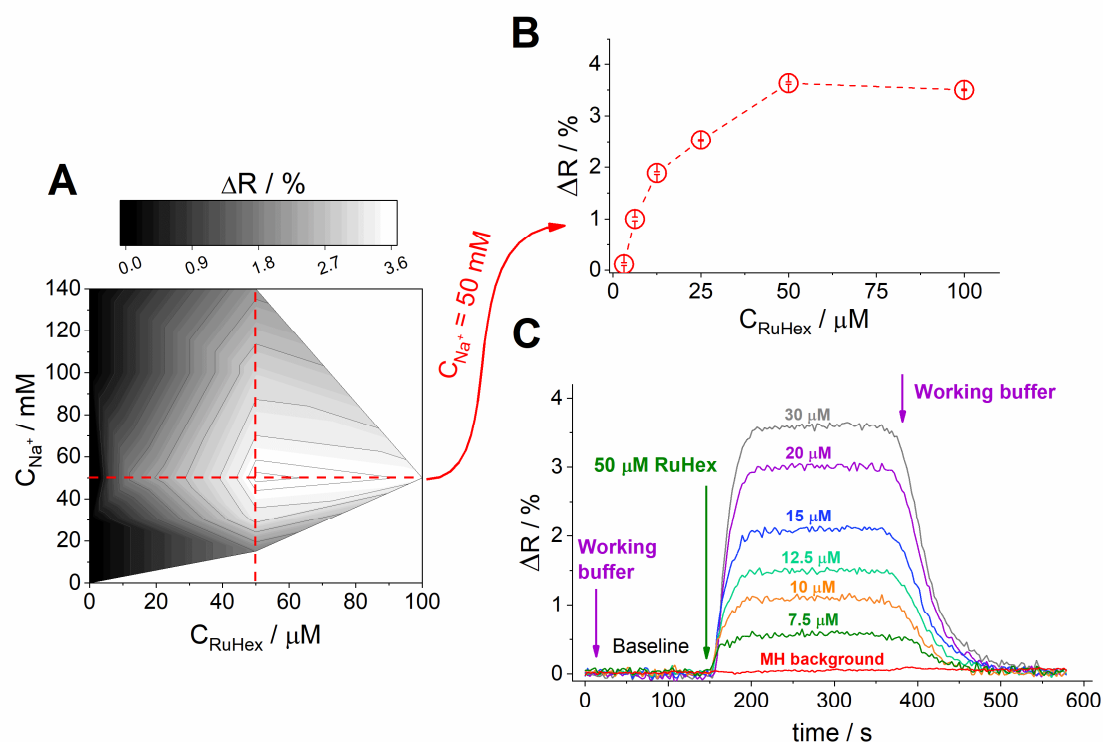 A
ΔR / %
0.0 0.9 1.8 2.7 3.6
140
120
100
80
60
40
20
0
C_Na⁺ / mM
0 20 40 60 80 100
C_RuHex / μM
C_Na⁺ = 50 mM
B
4
3
2
1
0
ΔR / %
0 25 50 75 100
C_RuHex / μM
C
4
3
2
1
0
ΔR / %
Working buffer
50 μM RuHex
30 μM
20 μM
15 μM
12.5 μM
10 μM
7.5 μM
MH background
Working
buffer
Baseline
0 100 200 300 400 500 600
time / s